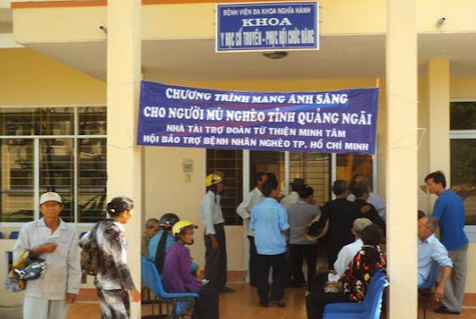 BỆNH VIỆN ĐA KHOA NGHĨA HÀNH
KHOA
Y HỌC CỔ TRUYỀN - PHỤC HỒI CHỨC NĂNG
CHƯƠNG TRÌNH MANG ÁNH SÁNG
CHO NGƯỜI MÙ NGHÈO TỈNH QUẢNG NGÃI
NHÀ TÀI TRỢ ĐOÀN TỪ THIỆN MINH TÂM
HỘI BẢO TRỢ BỆNH NHÂN NGHÈO TP. HỒ CHÍ MINH